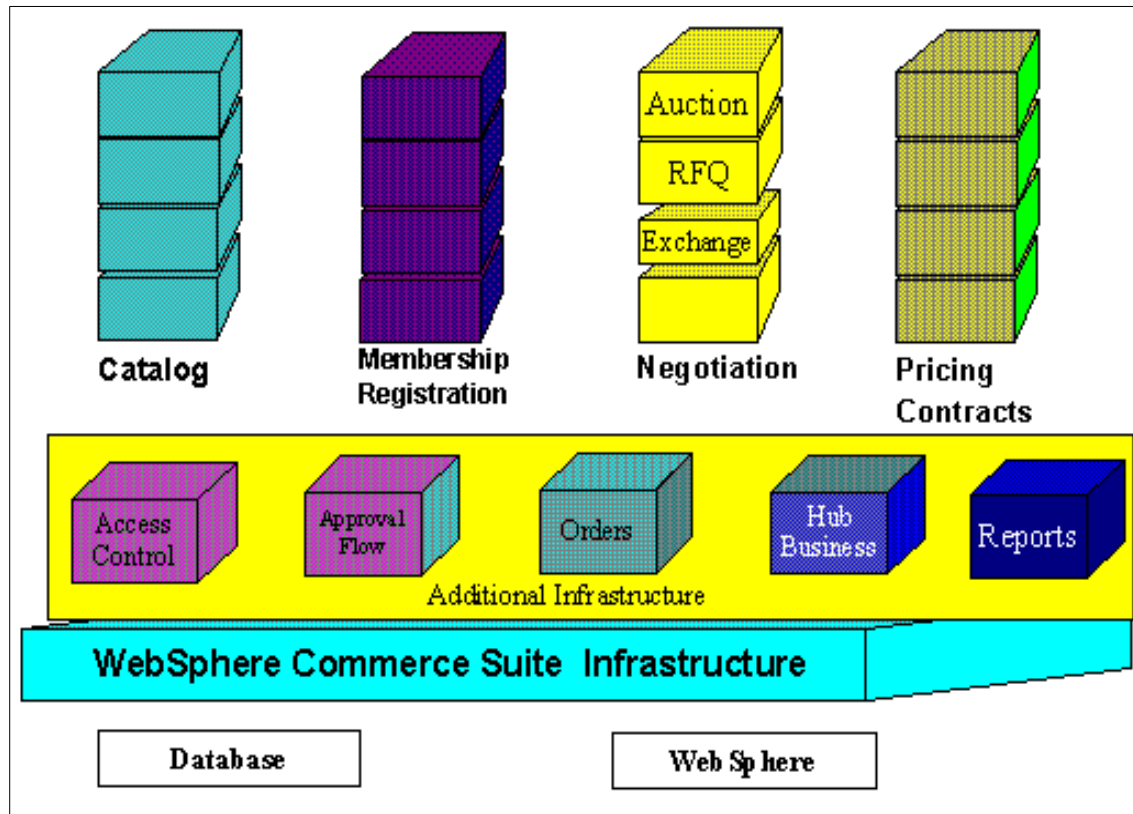 Auction
RFQ
Exchange
Catalog
Membership
Registration
Negotiation
Pricing
Contracts
Access
Control
Approval
Flow
Orders
Hub
Business
Reports
Additional Infrastructure
WebSphere Commerce Suite Infrastructure
Database
Web Sphere